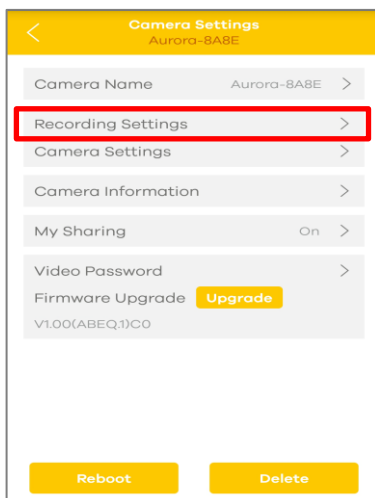 Camera Settings
Aurora-8A8E
Camera Name Aurora-8A8E
Recording Settings
Camera Settings
Camera Information
My Sharing On
Video Password
Firmware Upgrade Upgrade
V1.00(ABEQ.1)C0
Reboot Delete